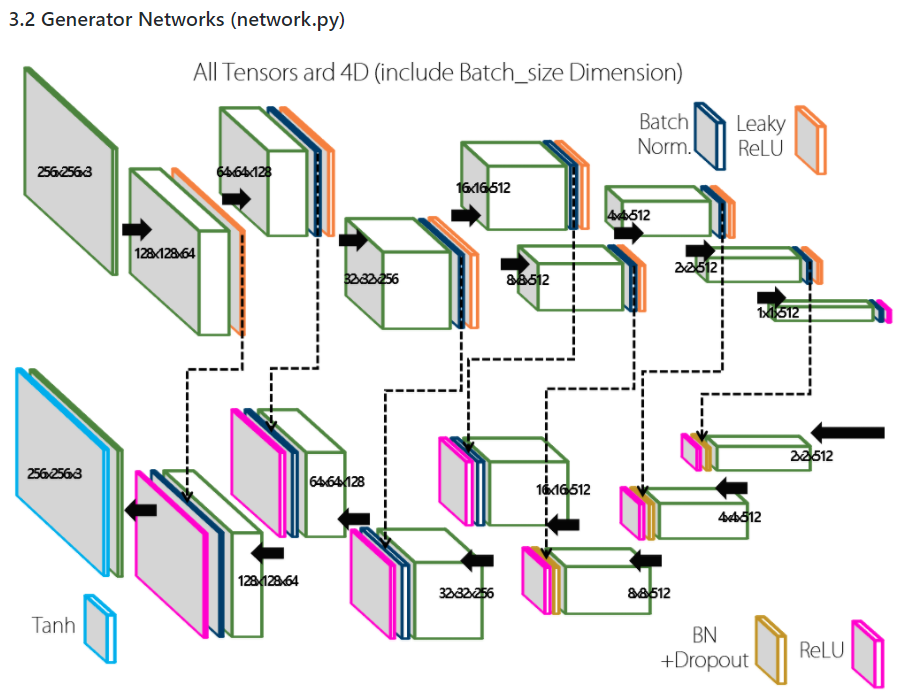 3.2 Generator Networks (network.py)
All Tensors ard 4D (include Batch_size Dimension)
Batch
Norm.
Leaky
ReLU
256x256x3
128x128x64
64x64x128
32x32x256
16x16x512
8x8x512
4x4x512
2x2x512
1x1x512
256x256x3
128x128x64
64x64x128
32x32x256
16x16x512
8x8x512
4x4x512
2x2x512
Tanh
BN
+Dropout
ReLU